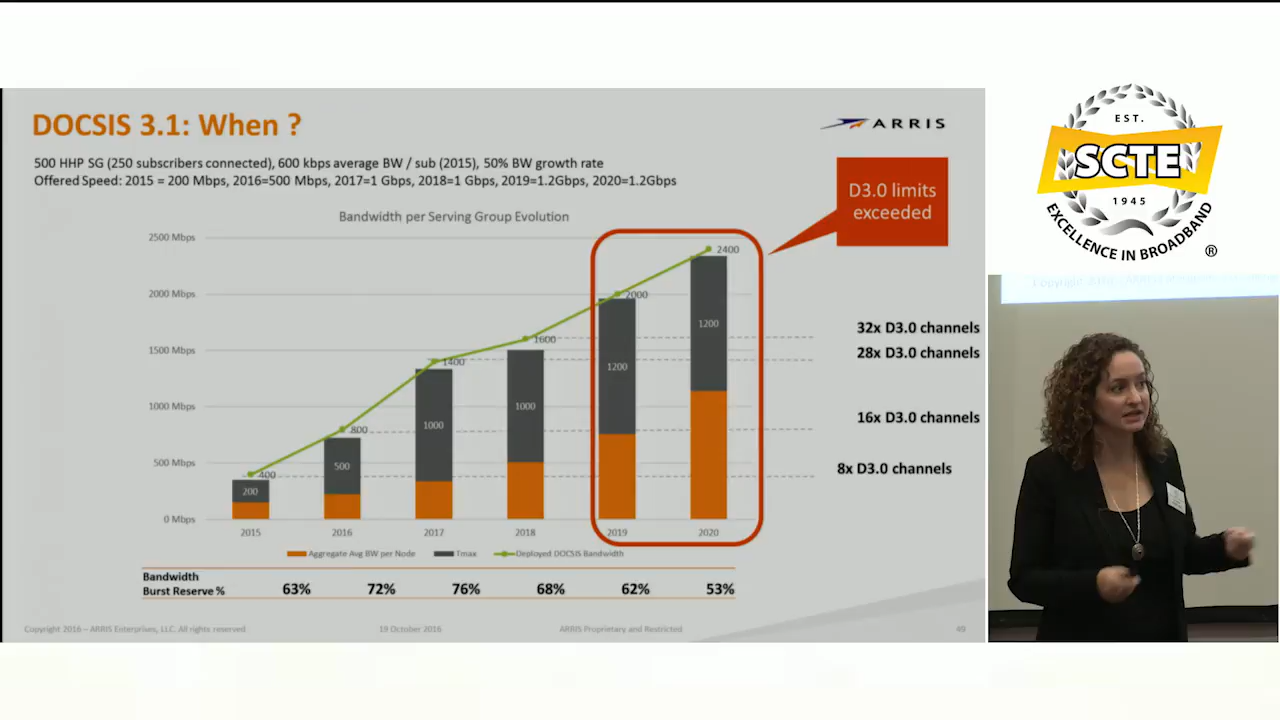 DOCSIS 3.1: When ?
ARRIS
500 HHP SG (250 subscribers connected), 600 kbps average BW / sub (2015), 50% BW growth rate
Offered Speed: 2015 = 200 Mbps, 2016=500 Mbps, 2017=1 Gbps, 2018=1 Gbps, 2019=1.2Gbps, 2020=1.2Gbps
D3.0 limits
exceeded
Bandwidth per Serving Group Evolution
2500 Mbps
2400
2000 Mbps
2000
1200
32x D3.0 channels
1600
1500 Mbps
1400
28x D3.0 channels
1200
1000 Mbps
1000
1000
16x D3.0 channels
800
500
500 Mbps
400
8x D3.0 channels
200
0 Mbps
2015 2016 2017 2018 2019 2020
Aggregate Avg BW per Node Tmax Deployed DOCSIS Bandwidth
Bandwidth
Burst Reserve % 63% 72% 76% 68% 62% 53%
Copyright 2016 – ARRIS Enterprises, LLC. All rights reserved 19 October 2016 ARRIS Proprietary and Restricted 40
EST.
SCTE
1945
EXCELLENCE IN BROADBAND
®